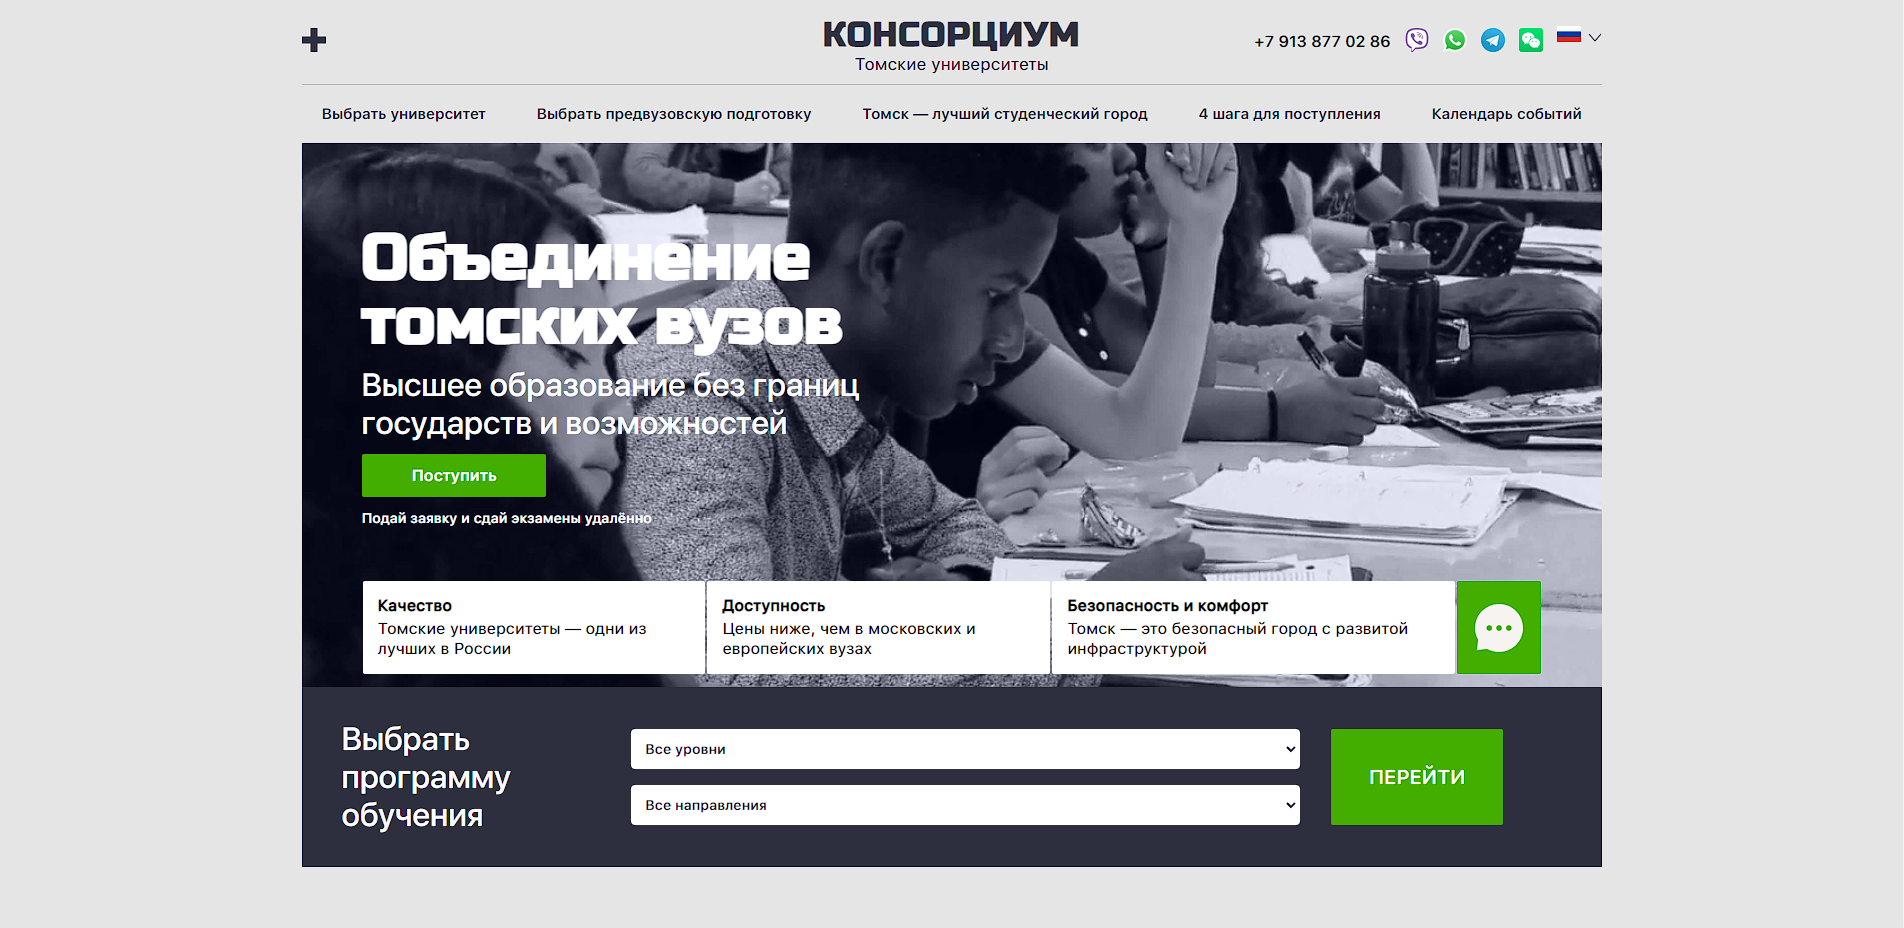 КОНСОРЦИУМ
Томские университеты
+7 913 877 02 86
Выбрать университет
Выбрать предвузовскую подготовку
Томск — лучший студенческий город
4 шага для поступления
Календарь событий
Объединение
томских вузов
Высшее образование без границ
государств и возможностей
Поступить
Подай заявку и сдай экзамены удалённо
Качество
Томские университеты — одни из
лучших в России
Доступность
Цены ниже, чем в московских и
европейских вузах
Безопасность и комфорт
Томск — это безопасный город с развитой
инфраструктурой
Выбрать
программу
обучения
Все уровни
Все направления
ПЕРЕЙТИ